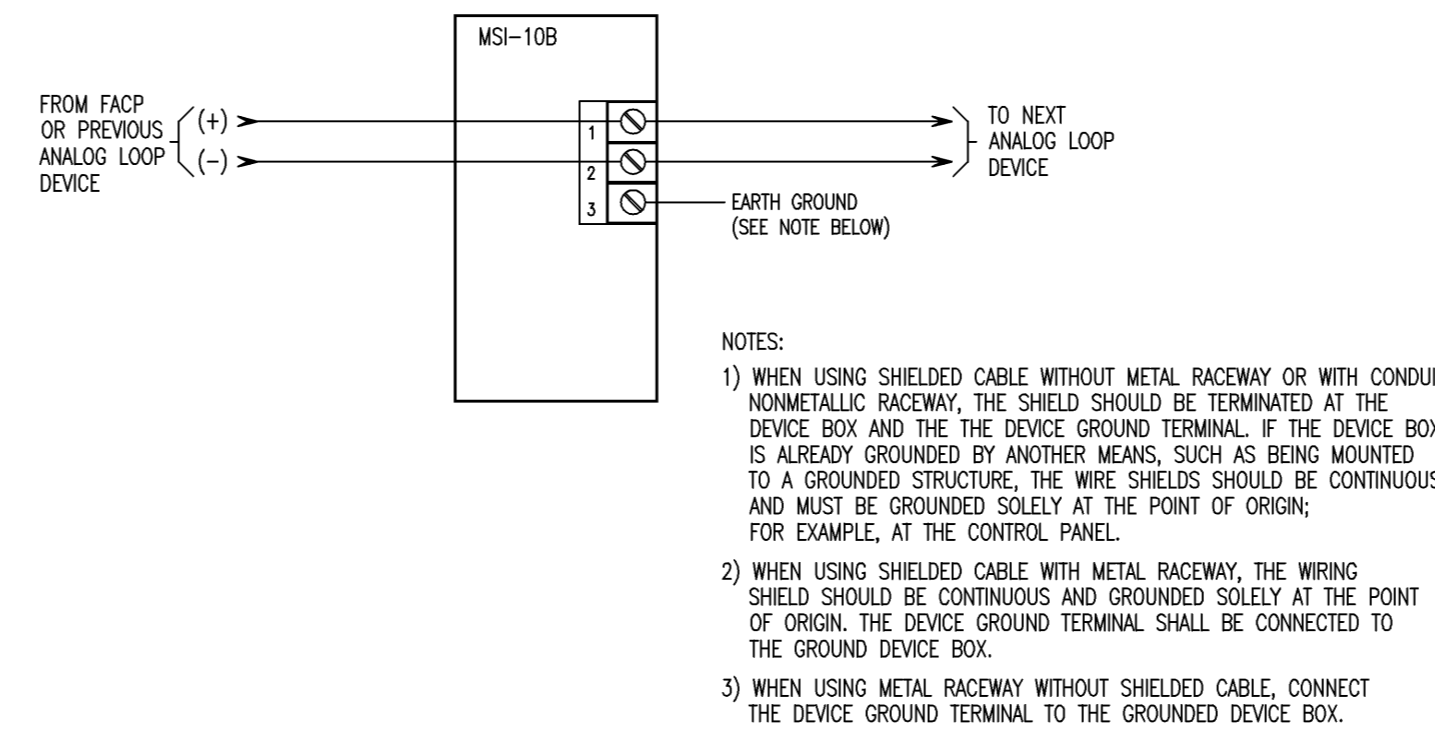 MSI-10B
FROM FACP
OR PREVIOUS
ANALOG LOOP
DEVICE
(+)
(-)
1
2
3
TO NEXT
ANALOG LOOP
DEVICE
EARTH GROUND
(SEE NOTE BELOW)
NOTES:
1) WHEN USING SHIELDED CABLE WITHOUT METAL RACEWAY OR WITH CONDUI
NONMETALLIC RACEWAY, THE SHIELD SHOULD BE TERMINATED AT THE
DEVICE BOX AND THE THE DEVICE GROUND TERMINAL. IF THE DEVICE BOX
IS ALREADY GROUNDED BY ANOTHER MEANS, SUCH AS BEING MOUNTED
TO A GROUNDED STRUCTURE, THE WIRE SHIELDS SHOULD BE CONTINUOUS
AND MUST BE GROUNDED SOLELY AT THE POINT OF ORIGIN;
FOR EXAMPLE, AT THE CONTROL PANEL.
2) WHEN USING SHIELDED CABLE WITH METAL RACEWAY, THE WIRING
SHIELD SHOULD BE CONTINUOUS AND GROUNDED SOLELY AT THE POINT
OF ORIGIN. THE DEVICE GROUND TERMINAL SHALL BE CONNECTED TO
THE GROUND DEVICE BOX.
3) WHEN USING METAL RACEWAY WITHOUT SHIELDED CABLE, CONNECT
THE DEVICE GROUND TERMINAL TO THE GROUNDED DEVICE BOX.